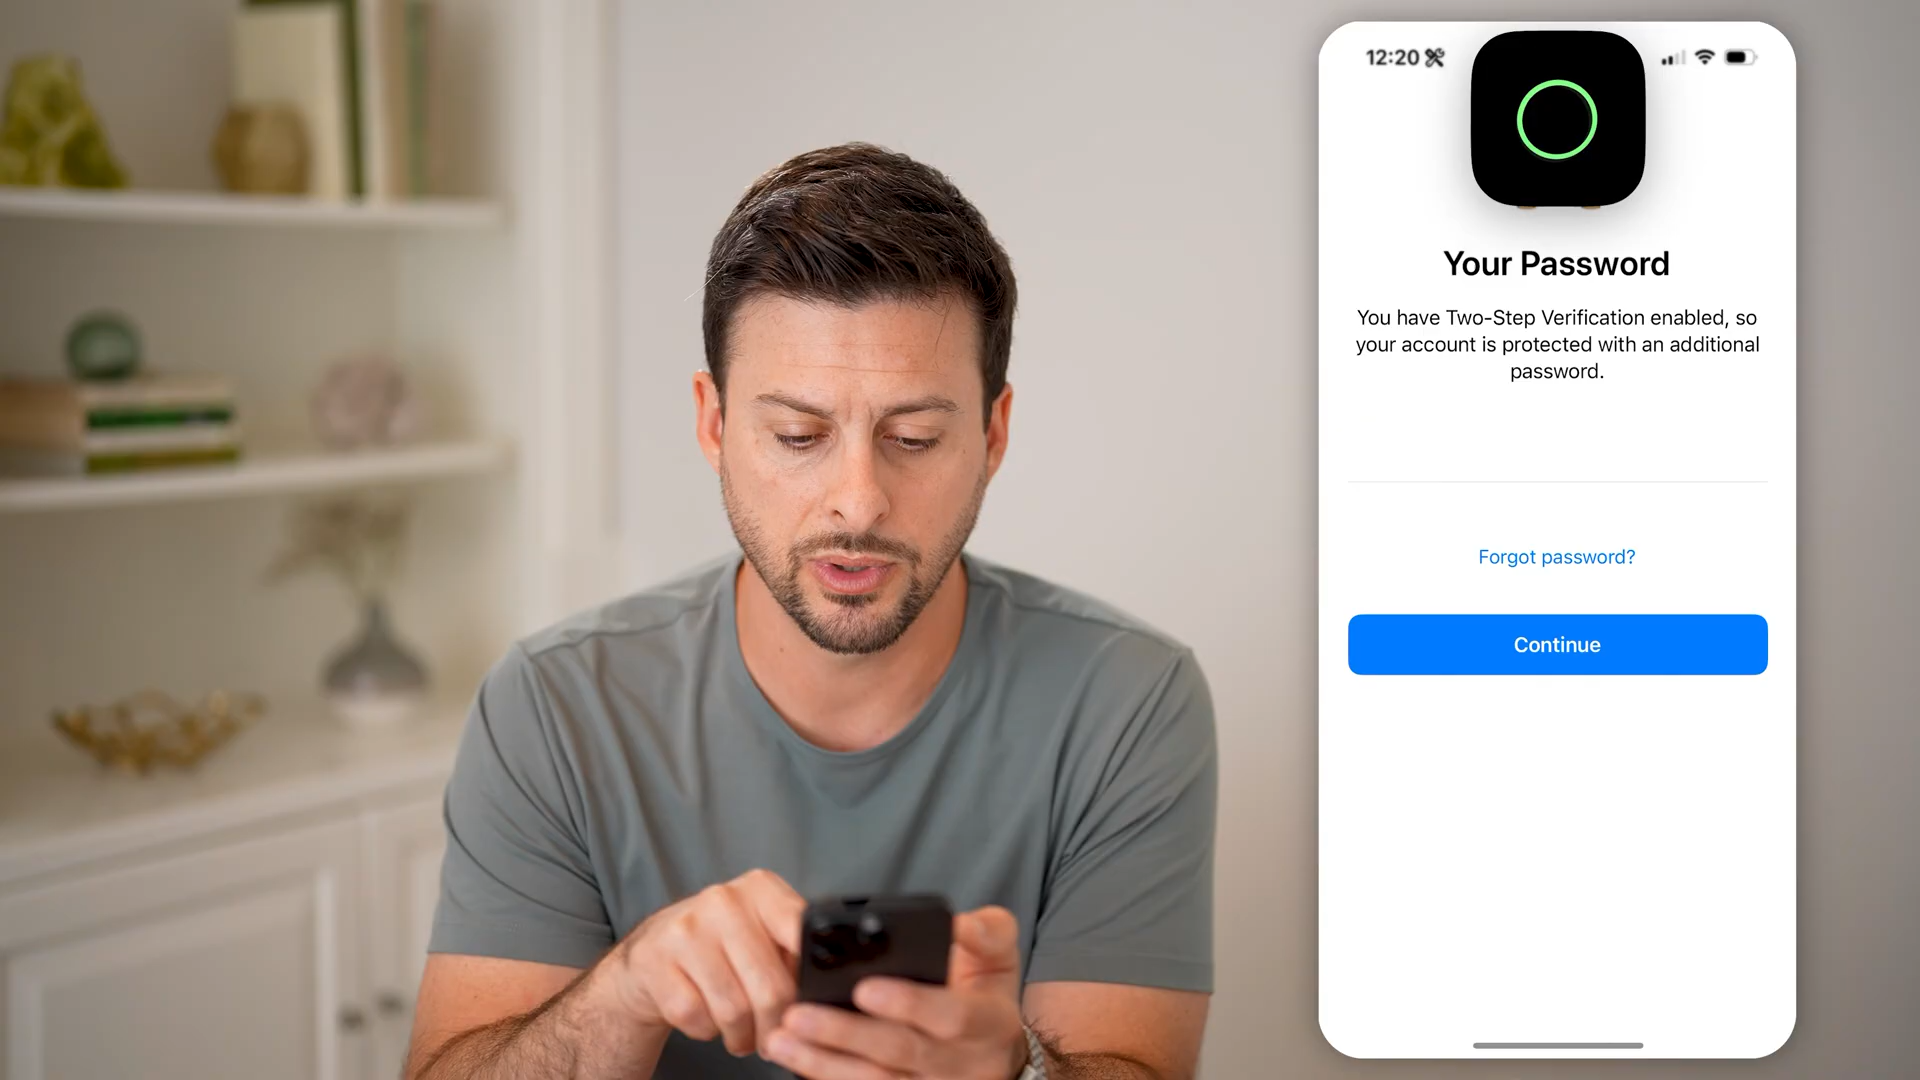 12:20
Your Password
You have Two-Step Verification enabled, so
your account is protected with an additional
password.
Forgot password?
Continue